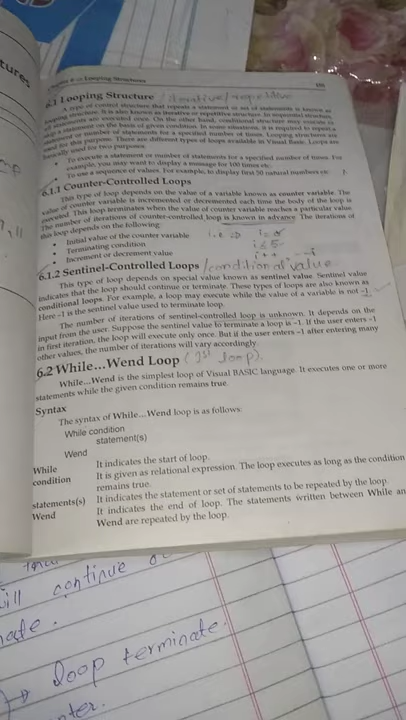 tures
Chapter 6 ⇨ Looping Structures
6.1 Looping Structure / iterative / repetitive
A type of control structure that repeats a statement or set of statements is known as
looping structure. It is also known as iterative or repetitive structure. In sequential structure,
all statements are executed once. On the other hand, conditional structure may execute or
skip a statement on the basis of given condition. In some situations, it is required to repeat a
statement or number of statements for a specified number of times. Looping structures are
used for this purpose. There are different types of loops available in Visual Basic. Loops are
basically used for two purposes:
• To execute a statement or number of statements for a specified number of times. For
example, you may want to display a message for 100 times etc.
• To use a sequence of values. For example, to display first 50 natural numbers etc.
6.1.1 Counter-Controlled Loops
This type of loop depends on the value of a variable known as counter variable. The
value of counter variable is incremented or decremented each time the body of the loop is
executed. This loop terminates when the value of counter variable reaches a particular value.
The number of iterations of counter-controlled loop is known in advance. The iterations of
this loop depends on the following:
• Initial value of the counter variable
• Terminating condition
• Increment or decrement value
i++
6.1.2 Sentinel-Controlled Loops / condition of value
This type of loop depends on special value known as sentinel value. Sentinel value
indicates that the loop should continue or terminate. These types of loops are also known as
conditional loops. For example, a loop may execute while the value of a variable is not -1.
Here -1 is the sentinel value used to terminate loop.
The number of iterations of sentinel-controlled loop is unknown. It depends on the
input from the user. Suppose the sentinel value to terminate a loop is -1. If the user enters -1
in first iteration, the loop will execute only once. But if the user enters -1 after entering many
other values, the number of iterations will vary accordingly.
6.2 While...Wend Loop (1st loop).
While...Wend is the simplest loop of Visual BASIC language. It executes one or more
statements while the given condition remains true.
Syntax
The syntax of While...Wend loop is as follows:
While condition
statement(s)
Wend
While It indicates the start of loop.
condition It is given as relational expression. The loop executes as long as the condition
remains true.
statements(s) It indicates the statement or set of statements to be repeated by the loop.
Wend It indicates the end of loop. The statements written between While an
Wend are repeated by the loop.
ill continue
loop terminate.